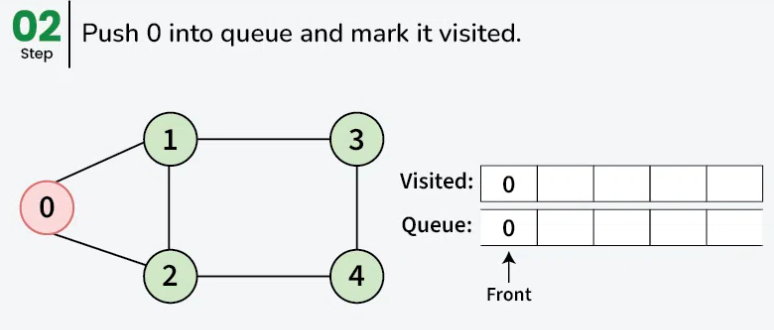 02
Step
Push 0 into queue and mark it visited.
1
3
0
2
4
Visited: 0
Queue: 0
Front